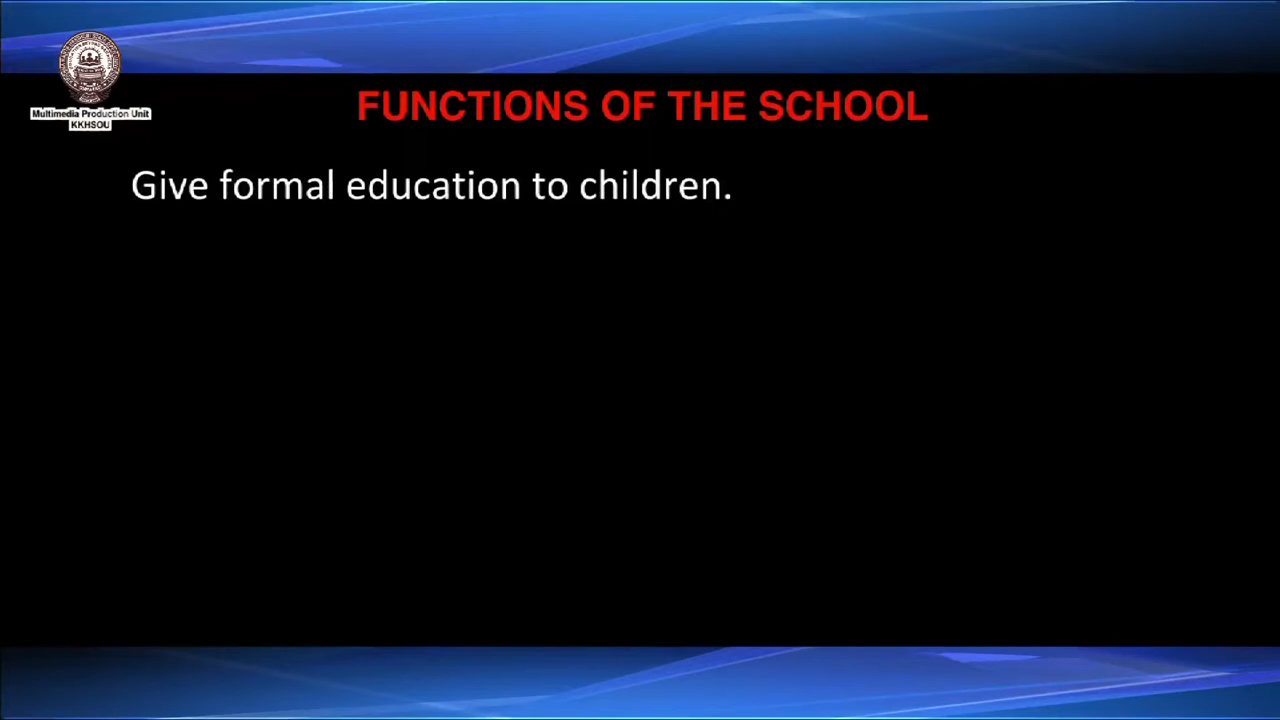 Multimedia Production Unit
KKHSOU
FUNCTIONS OF THE SCHOOL
Give formal education to children.